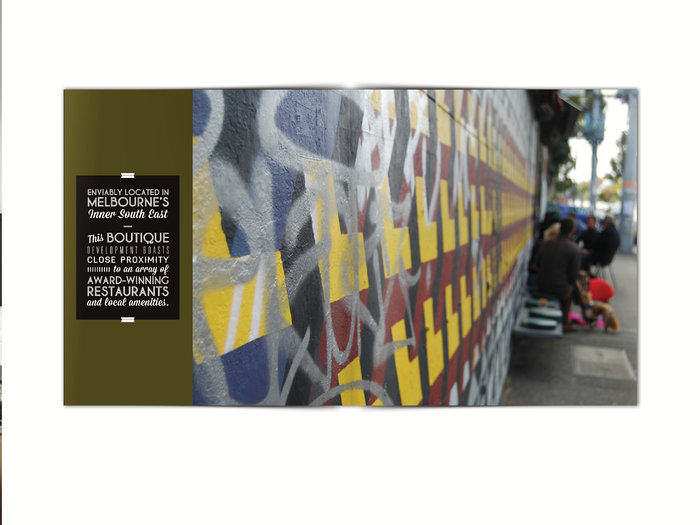 ENVIABLY LOCATED IN
MELBOURNE'S
Inner South East
This BOUTIQUE
DEVELOPMENT BOASTS
CLOSE PROXIMITY
to an array of
AWARD-WINNING
RESTAURANTS
and local amenities.